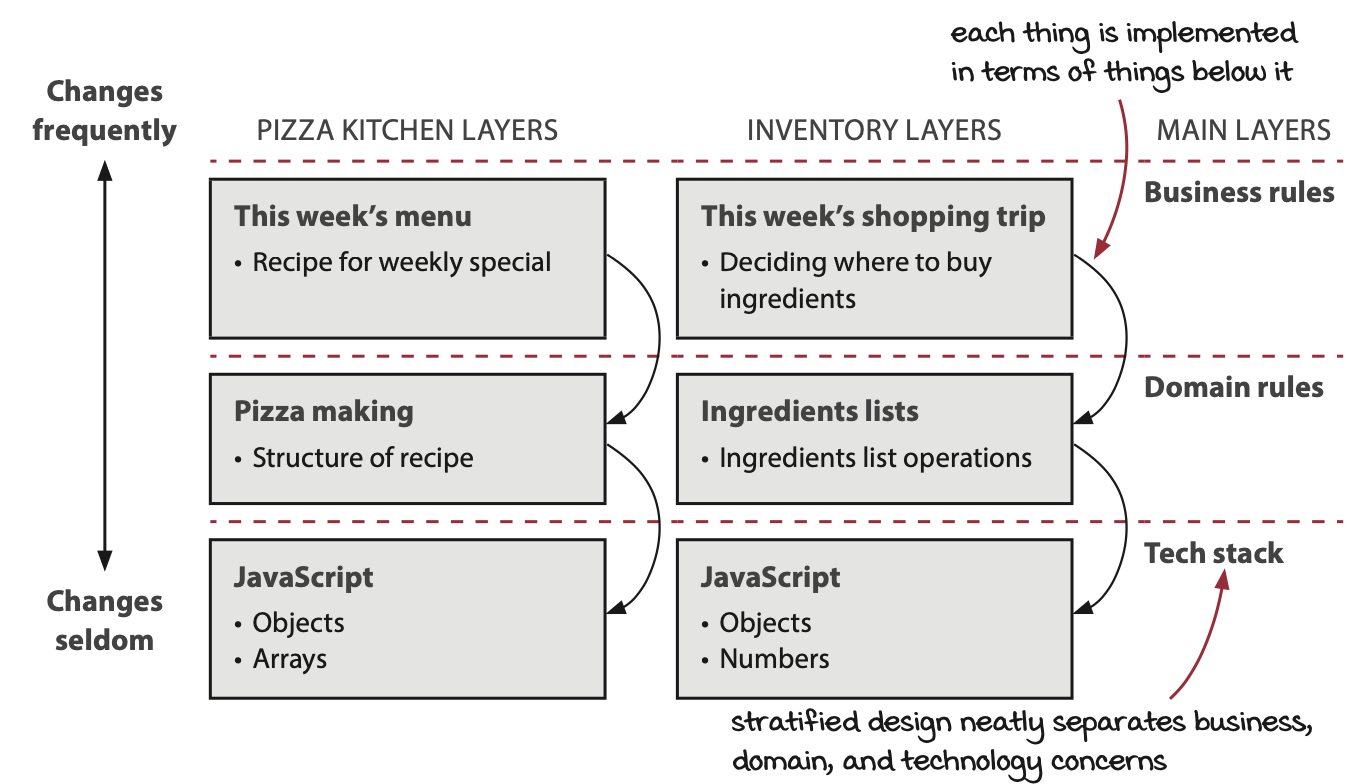 each thing is implemented
in terms of things below it
Changes
frequently
PIZZA KITCHEN LAYERS
INVENTORY LAYERS
MAIN LAYERS
Business rules
This week’s menu
• Recipe for weekly special
This week’s shopping trip
• Deciding where to buy
ingredients
Domain rules
Pizza making
• Structure of recipe
Ingredients lists
• Ingredients list operations
Tech stack
JavaScript
• Objects
• Arrays
JavaScript
• Objects
• Numbers
Changes
seldom
stratified design neatly separates business,
domain, and technology concerns